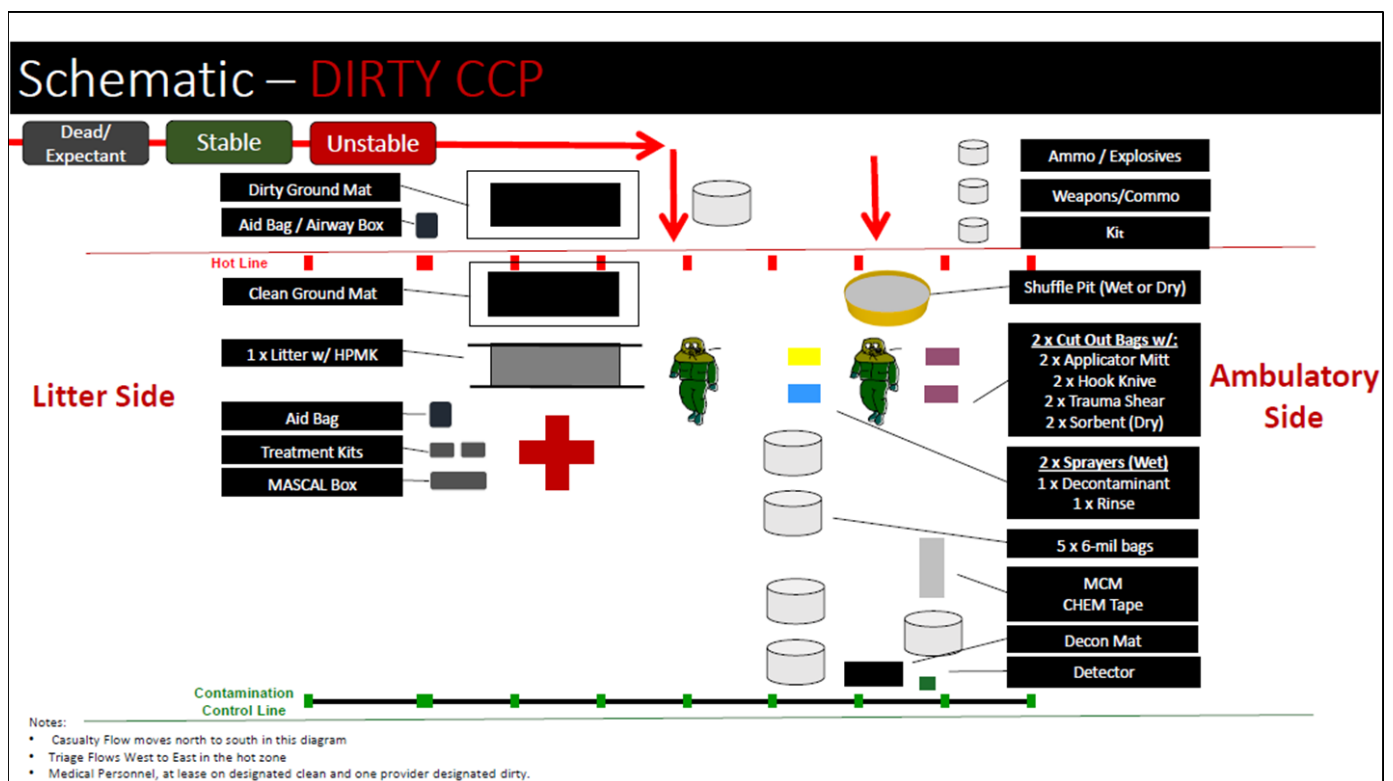 Schematic – DIRTY CCP
Dead/
Expectant
Stable
Unstable
Dirty Ground Mat
Aid Bag / Airway Box
Ammo / Explosives
Weapons/Commo
Kit
Hot Line
Clean Ground Mat
Shuffle Pit (Wet or Dry)
1 x Litter w/ HPMK
2 x Cut Out Bags w/:
2 x Applicator Mitt
2 x Hook Knive
2 x Trauma Shear
2 x Sorbent (Dry)
Litter Side
Ambulatory
Side
Aid Bag
Treatment Kits
MASCAL Box
2 x Sprayers (Wet)
1 x Decontaminant
1 x Rinse
5 x 6-mil bags
MCM
CHEM Tape
Decon Mat
Detector
Contamination
Control Line
Notes:
• Casualty Flow moves north to south in this diagram
• Triage Flows West to East in the hot zone
• Medical Personnel, at lease on designated clean and one provider designated dirty.